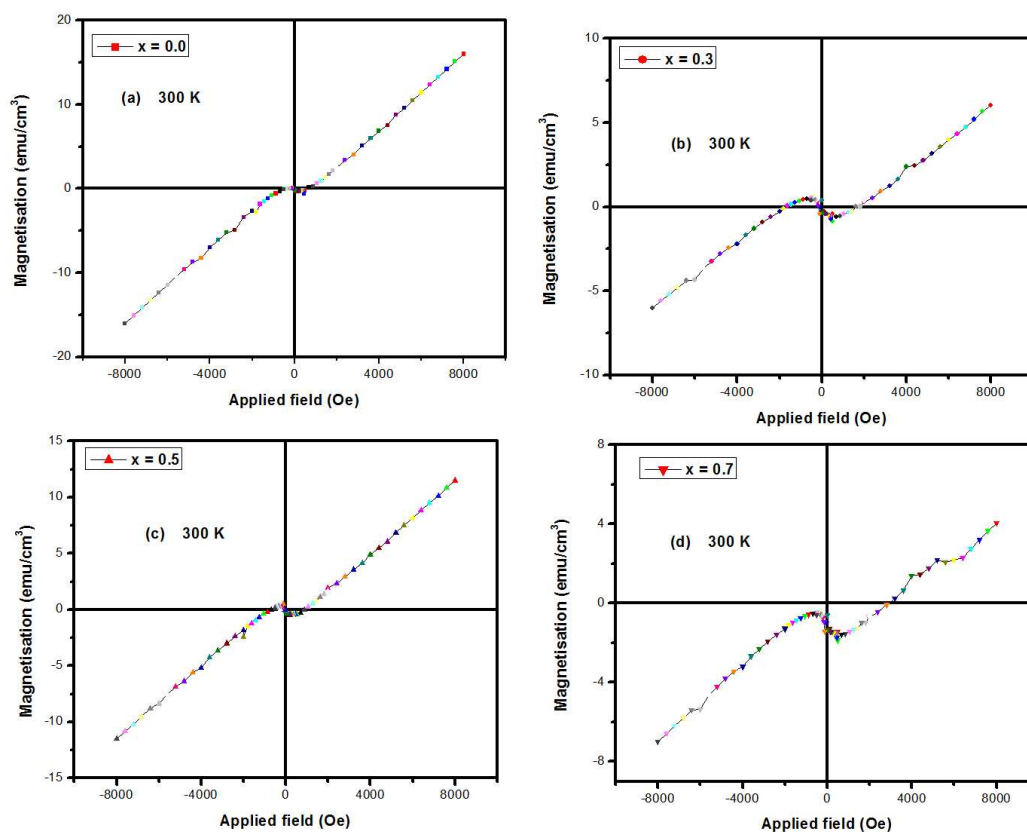 x = 0.0
(a) 300 K
20
10
0
-10
-20
Magnetisation (emu/cm³)
-8000 -4000 0 4000 8000
Applied field (Oe)
x = 0.3
(b) 300 K
10
5
0
-5
-10
Magnetisation (emu/cm³)
-8000 -4000 0 4000 8000
Applied field (Oe)
x = 0.5
(c) 300 K
15
10
5
0
-5
-10
-15
Magnetisation (emu/cm³)
-8000 -4000 0 4000 8000
Applied field (Oe)
x = 0.7
(d) 300 K
8
4
0
-4
-8
Magnetisation (emu/cm³)
-8000 -4000 0 4000 8000
Applied field (Oe)